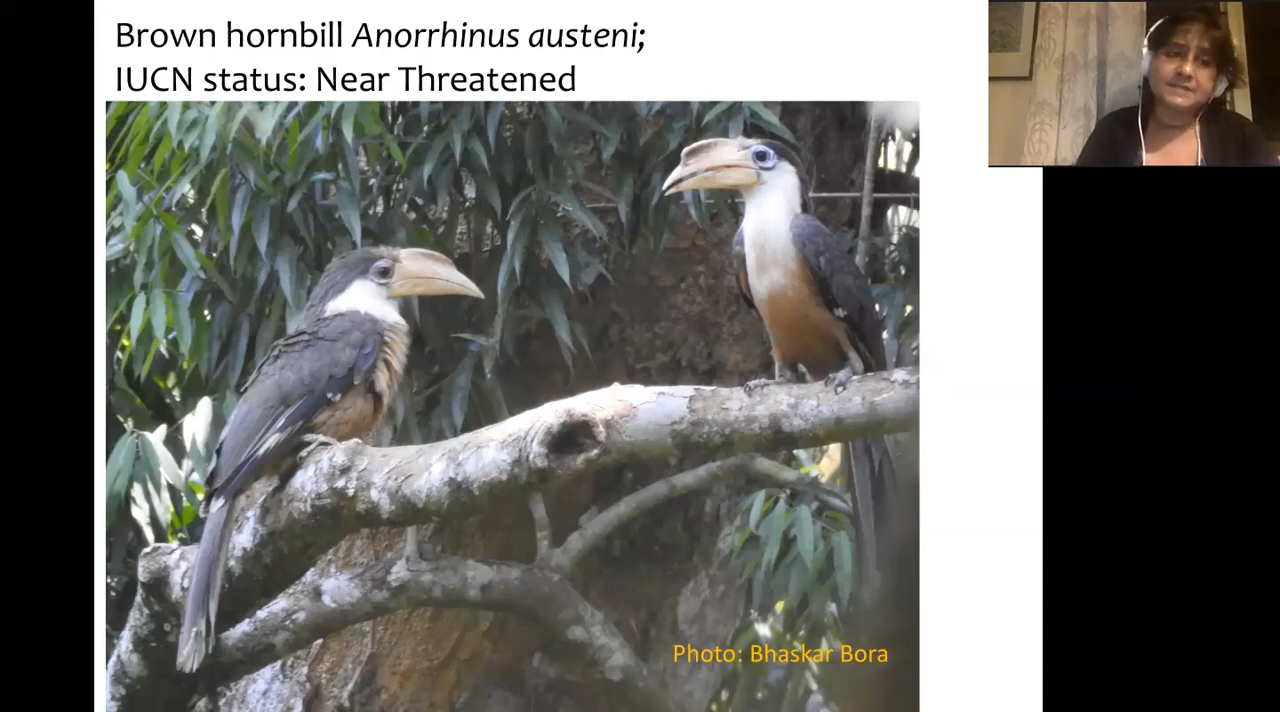 Brown hornbill Anorrhinus austeni;
IUCN status: Near Threatened
Photo: Bhaskar Bora